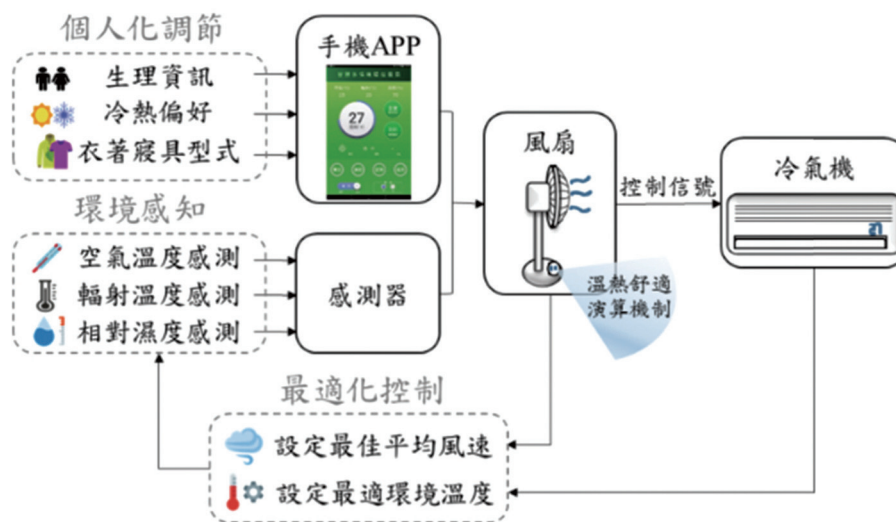 個人化調節
生理資訊
冷熱偏好
衣著寢具型式
手機APP
27
環境感知
空氣溫度感測
輻射溫度感測
相對濕度感測
感測器
風扇
溫熱舒適
演算機制
控制信號
冷氣機
最適化控制
設定最佳平均風速
設定最適環境溫度